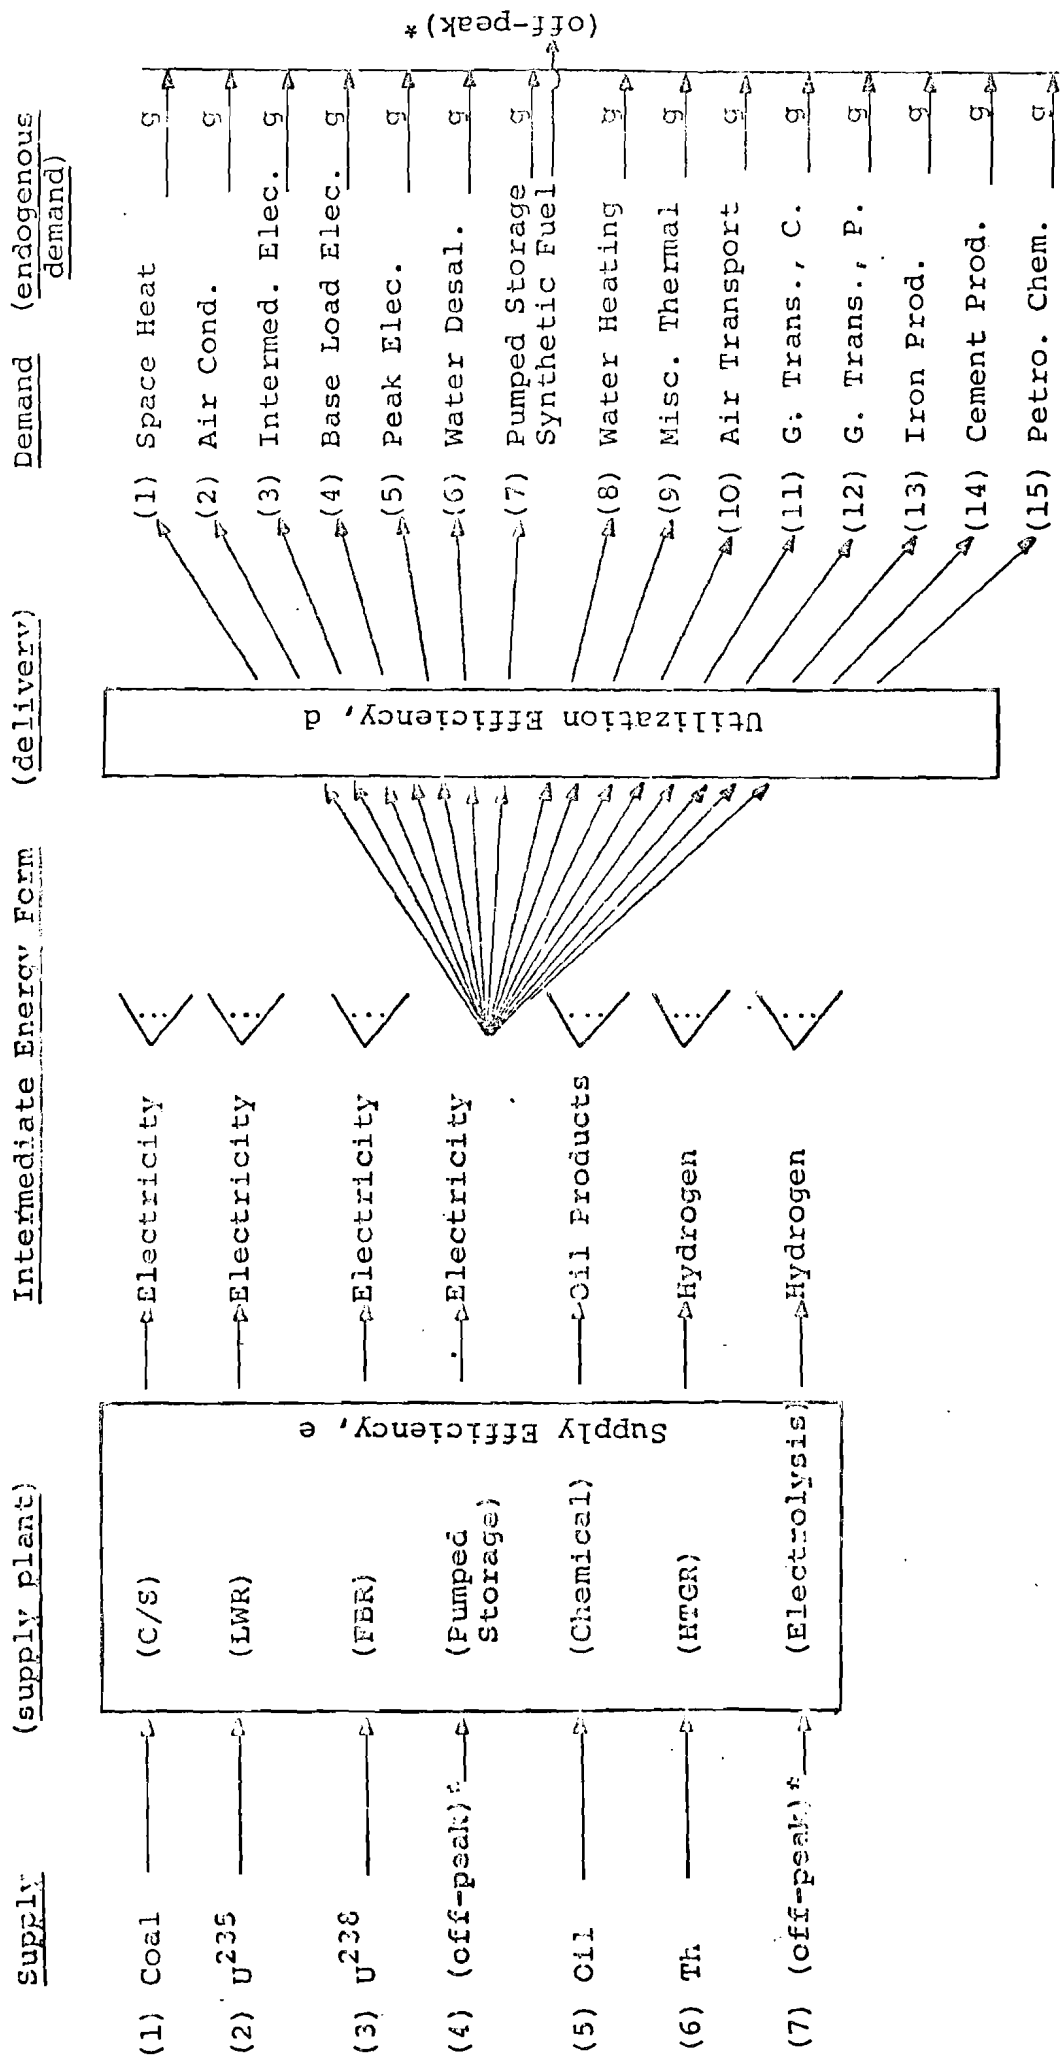 Supply (supply plant) Intermediate Energy Form (delivery) Demand (endogenous
demand)
(1) Coal
(C/S)
Electricity
...
(2) U235
(LWR)
Electricity
...
(3) U238
(FBR)
Electricity
...
(4) (off-peak)*
(Pumped
Storage)
Electricity
(5) Oil
(Chemical)
Oil Products
...
(6) Th
(HTGR)
Hydrogen
...
(7) (off-peak)*
(Electrolysis)
Hydrogen
...
Supply Efficiency, e
Utilization Efficiency, d
(1) Space Heat g
(2) Air Cond. g
(3) Intermed. Elec. g
(4) Base Load Elec. g
(5) Peak Elec. g
(6) Water Desal. g
(7) Pumped Storage g
Synthetic Fuel
(off-peak)*
(8) Water Heating g
(9) Misc. Thermal g
(10) Air Transport g
(11) G. Trans., C. g
(12) G. Trans., P. g
(13) Iron Prod. g
(14) Cement Prod. g
(15) Petro. Chem. g